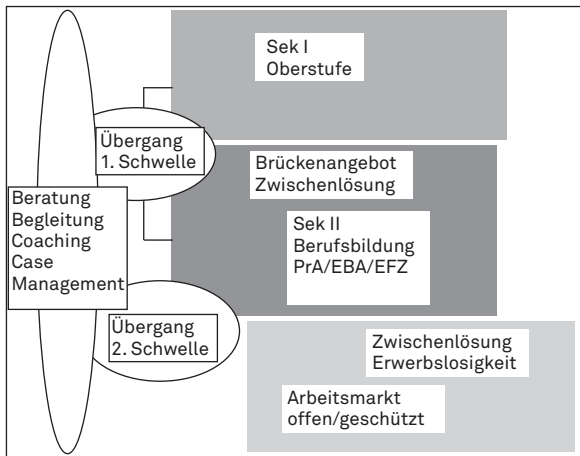 Sek I
Oberstufe
Übergang
1. Schwelle
Brückenangebot
Zwischenlösung
Beratung
Begleitung
Coaching
Case
Management
Sek II
Berufsbildung
PrA/EBA/EFZ
Übergang
2. Schwelle
Zwischenlösung
Erwerbslosigkeit
Arbeitsmarkt
offen/geschützt